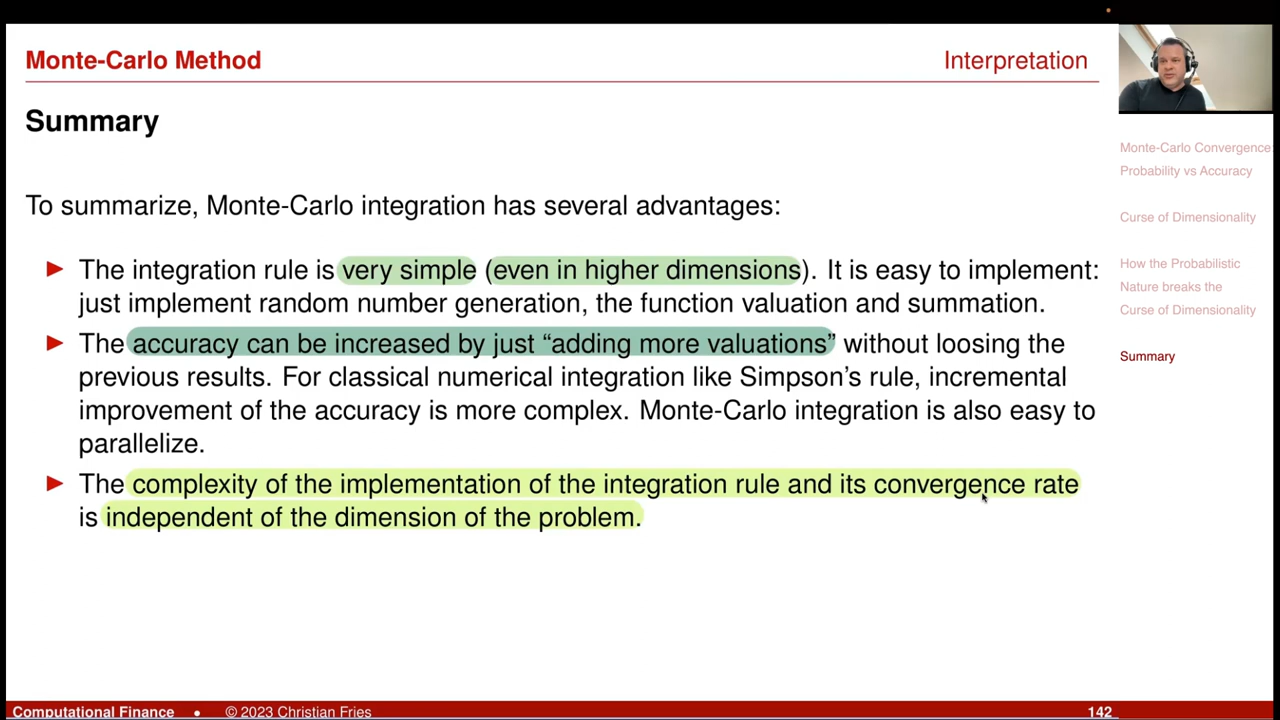 Monte-Carlo Method
Interpretation
Summary
To summarize, Monte-Carlo integration has several advantages:
The integration rule is very simple (even in higher dimensions). It is easy to implement:
just implement random number generation, the function valuation and summation.
The accuracy can be increased by just “adding more valuations” without loosing the
previous results. For classical numerical integration like Simpson’s rule, incremental
improvement of the accuracy is more complex. Monte-Carlo integration is also easy to
parallelize.
The complexity of the implementation of the integration rule and its convergence rate
is independent of the dimension of the problem.
Monte-Carlo Convergence:
Probability vs Accuracy
Curse of Dimensionality
How the Probabilistic
Nature breaks the
Curse of Dimensionality
Summary
Computational Finance • © 2023 Christian Fries
142